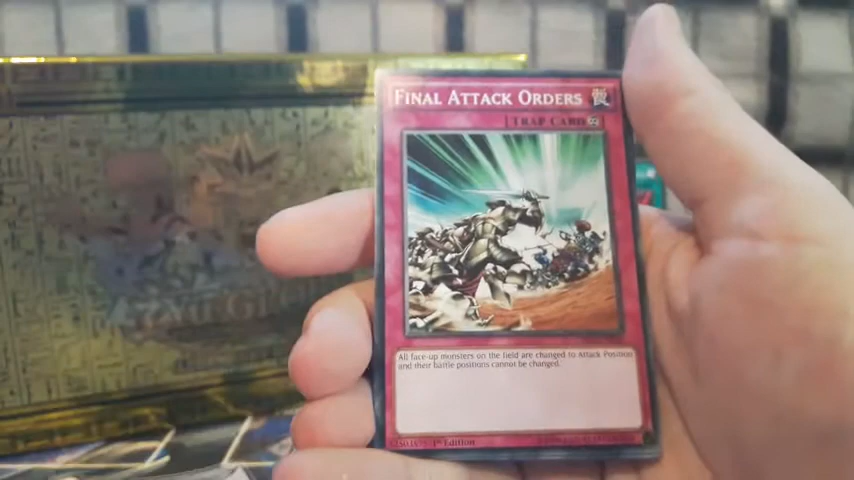 FINAL ATTACK ORDERS
TRAP CARD
All face-up monsters on the field are changed to Attack Position
and their battle positions cannot be changed.
1st Edition